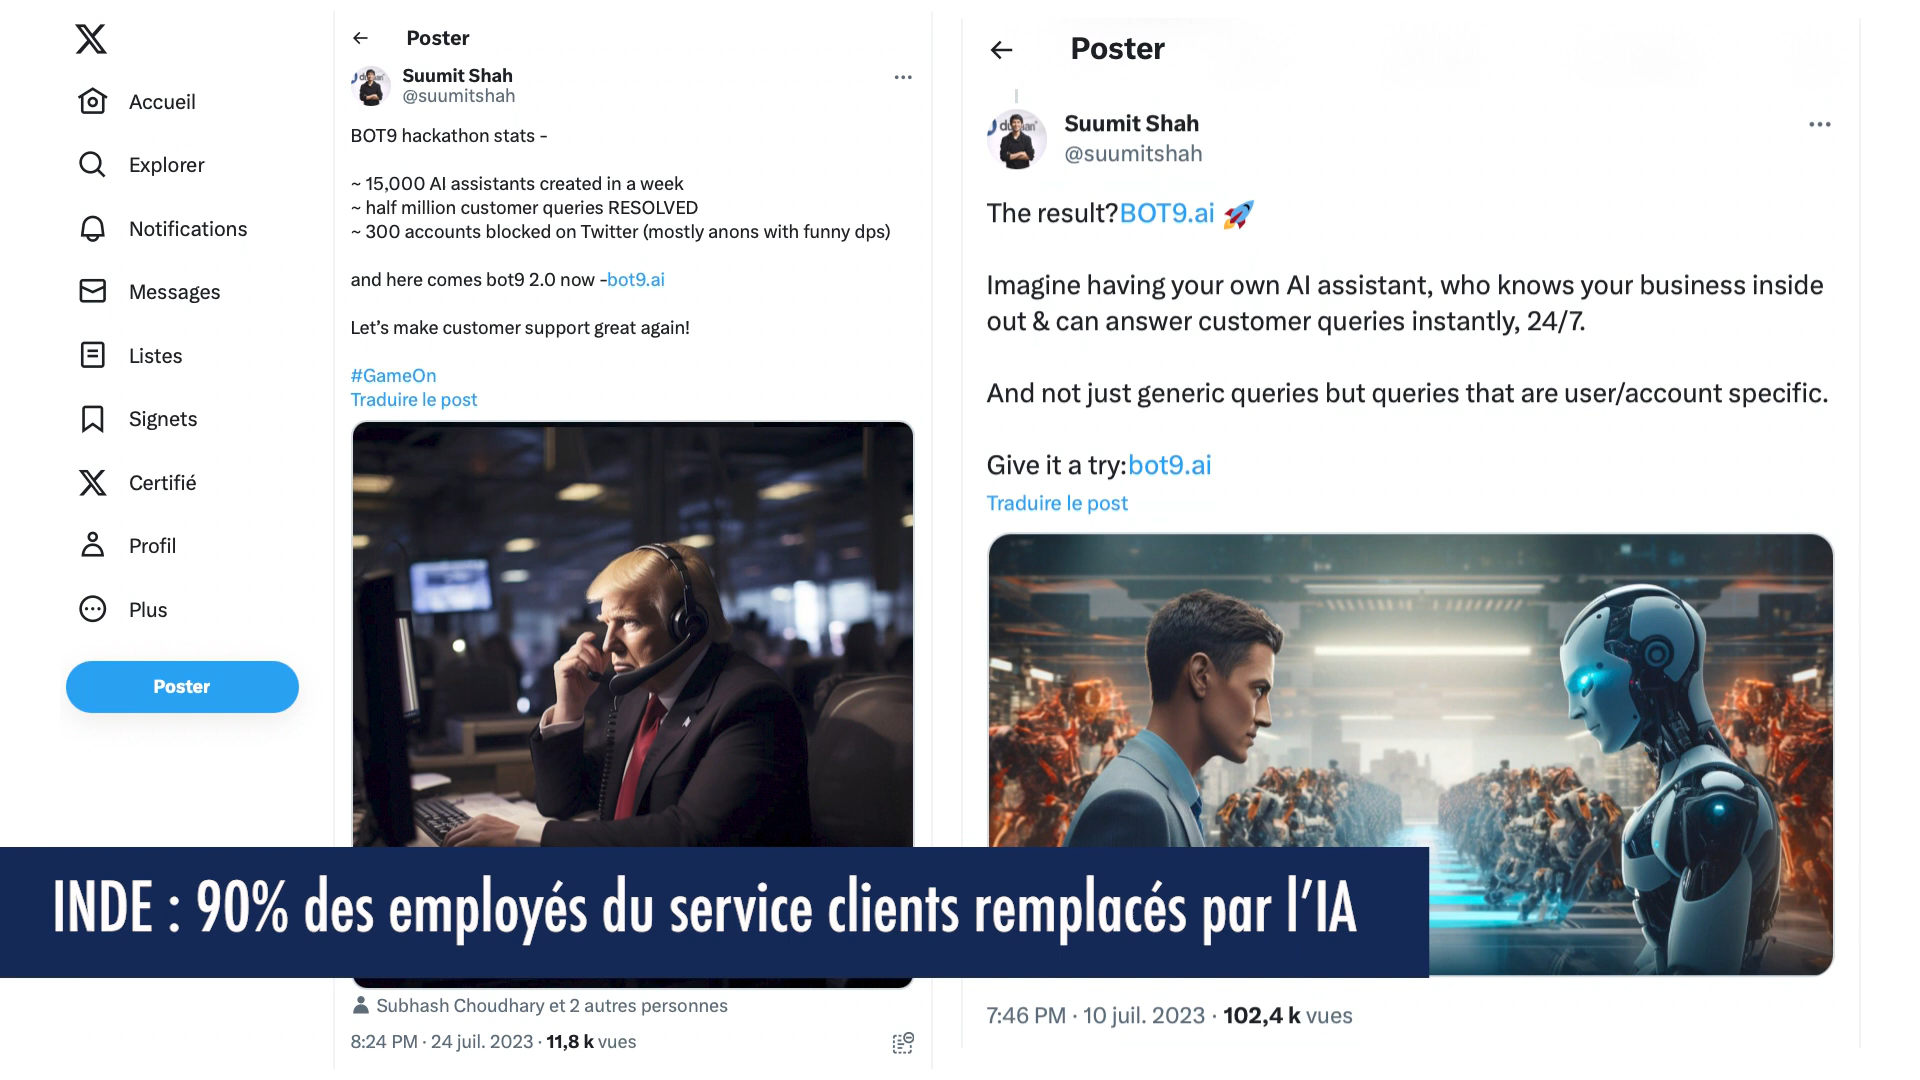 Accueil
Explorer
Notifications
Messages
Listes
Signets
Certifié
Profil
Plus
Poster
Poster
Suumit Shah
@suumitshah
BOT9 hackathon stats -
~ 15,000 AI assistants created in a week
~ half million customer queries RESOLVED
~ 300 accounts blocked on Twitter (mostly anons with funny dps)
and here comes bot9 2.0 now -bot9.ai
Let’s make customer support great again!
#GameOn
Traduire le post
Subhash Choudhary et 2 autres personnes
8:24 PM · 24 juil. 2023 · 11,8 k vues
Poster
Suumit Shah
@suumitshah
The result?BOT9.ai 🚀
Imagine having your own AI assistant, who knows your business inside
out & can answer customer queries instantly, 24/7.
And not just generic queries but queries that are user/account specific.
Give it a try:bot9.ai
Traduire le post
7:46 PM · 10 juil. 2023 · 102,4 k vues
INDE : 90% des employés du service clients remplacés par l’IA